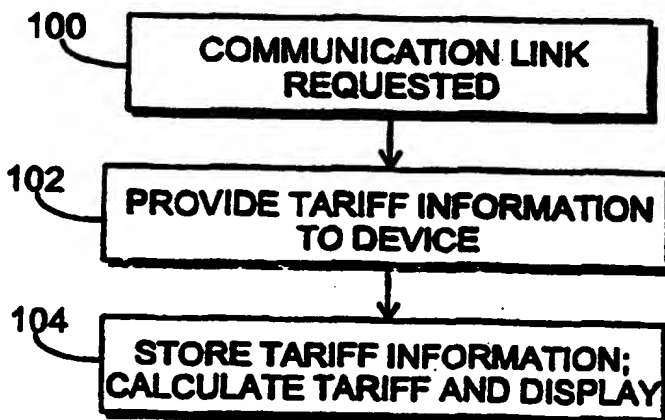 100
COMMUNICATION LINK
REQUESTED
102
PROVIDE TARIFF INFORMATION
TO DEVICE
104
STORE TARIFF INFORMATION;
CALCULATE TARIFF AND DISPLAY